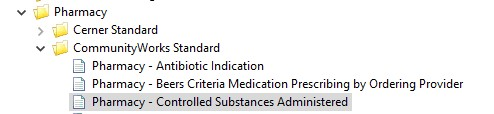 Pharmacy
Cerner Standard
CommunityWorks Standard
Pharmacy - Antibiotic Indication
Pharmacy - Beers Criteria Medication Prescribing by Ordering Provider
Pharmacy - Controlled Substances Administered